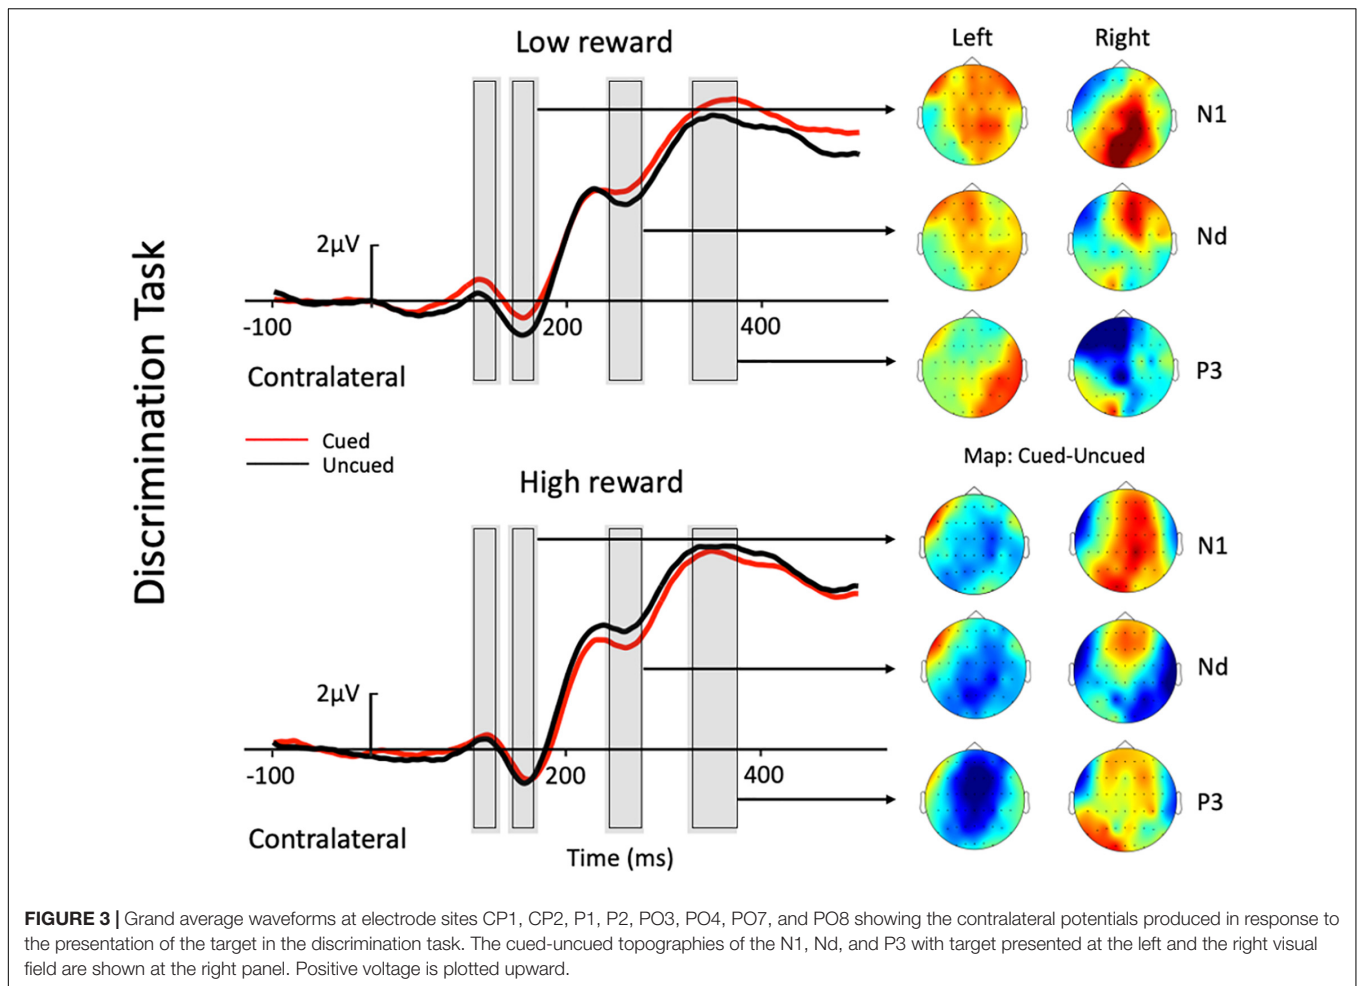 Low reward
Left
Right
N1
Nd
P3
2µV
-100
200
400
Contralateral
Discrimination Task
Cued
Uncued
Map: Cued-Uncued
High reward
N1
Nd
P3
2µV
-100
200
400
Contralateral
Time (ms)
FIGURE 3 | Grand average waveforms at electrode sites CP1, CP2, P1, P2, PO3, PO4, PO7, and PO8 showing the contralateral potentials produced in response to
the presentation of the target in the discrimination task. The cued-uncued topographies of the N1, Nd, and P3 with target presented at the left and the right visual
field are shown at the right panel. Positive voltage is plotted upward.